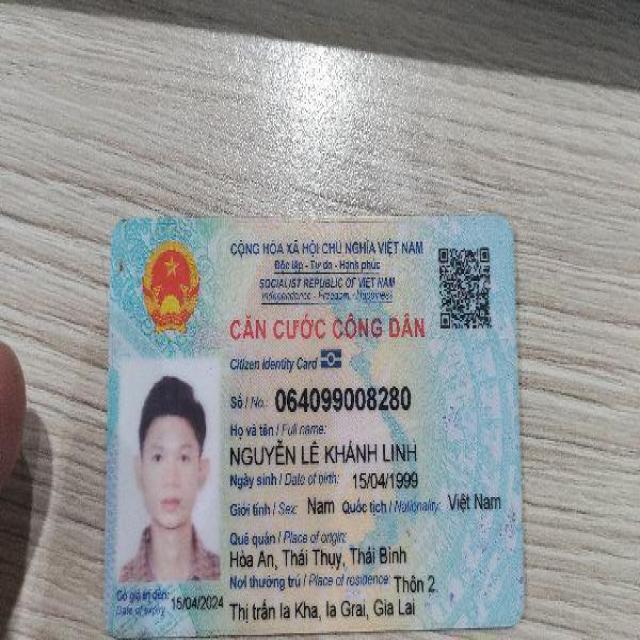 CỘNG HÒA XÃ HỘI CHỦ NGHĨA VIỆT NAM
Độc lập - Tự do - Hạnh phúc
SOCIALIST REPUBLIC OF VIET NAM
Independence - Freedom - Happiness
CĂN CƯỚC CÔNG DÂN
Citizen Identity Card
Số / No.: 064099008280
Họ và tên / Full name:
NGUYỄN LÊ KHÁNH LINH
Ngày sinh / Date of birth: 15/04/1999
Giới tính / Sex: Nam Quốc tịch / Nationality: Việt Nam
Quê quán / Place of origin:
Hòa An, Thái Thụy, Thái Bình
Nơi thường trú / Place of residence: Thôn 2
Thị trấn Ia Kha, Ia Grai, Gia Lai
Có giá trị đến: 15/04/2024
Date of expiry